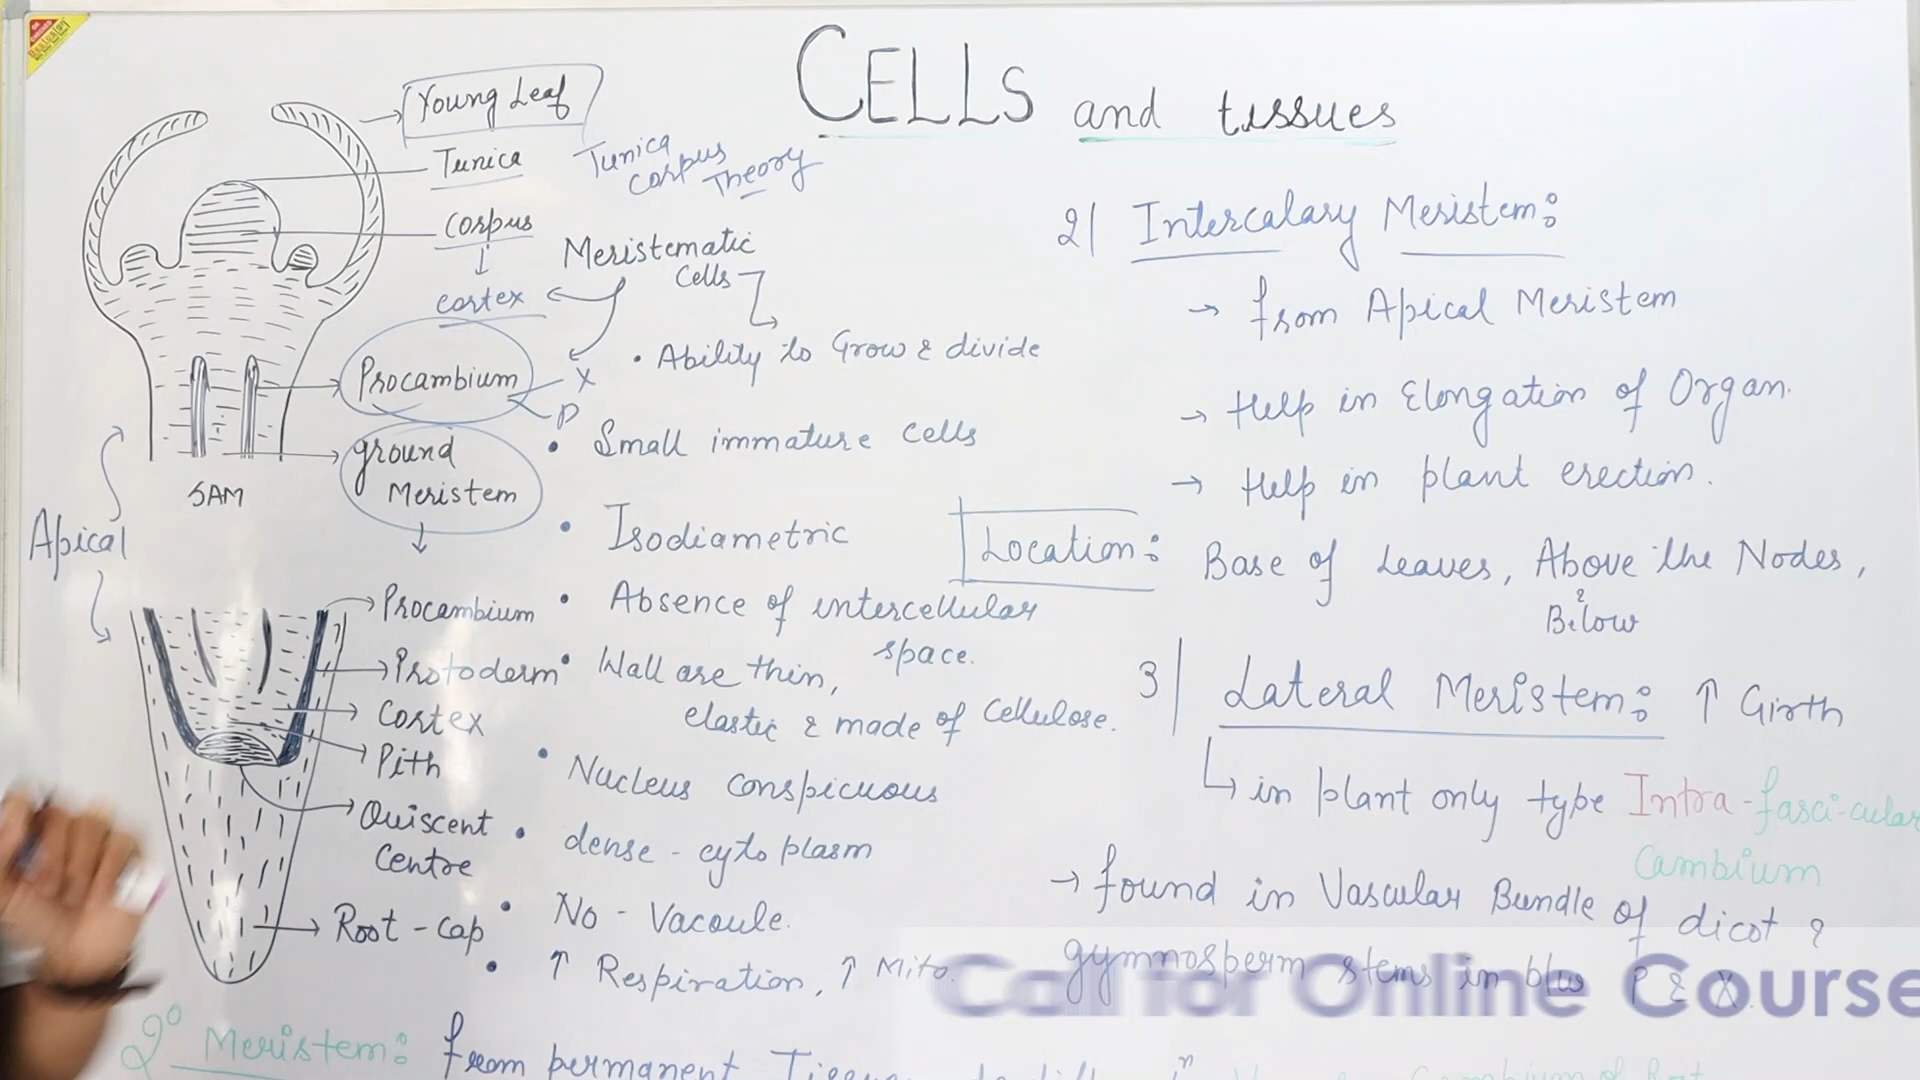 CELLS and tissues
Young Leaf
Tunica
Tunica
corpus
Theory
corpus
cortex
Meristematic
cells
Procambium
X
P
ground
Meristem
SAM
Apical
Procambium
Protoderm
Cortex
Pith
Quiscent
Centre
Root-cap
• Ability to Grow & divide
• Small immature cells
• Isodiametric
• Absence of intercellular
space.
• Wall are thin,
elastic & made of Cellulose.
• Nucleus conspicuous
• dense-cytoplasm
• No-Vacoule.
• ↑ Respiration, ↑ Mito.
2| Intercalary Meristem:
→ from Apical Meristem
→ Help in Elongation of Organ.
→ Help in plant erection.
Location: Base of Leaves, Above the Nodes,
&
Below
3| Lateral Meristem: ↑ Girth
↳ in plant only type Intra-fasci-cular
Cambium
→ found in Vascular Bundle of dicot &
gymnosperm stems in b/w P & X.
Call for Online Course
2° Meristem: from permanent